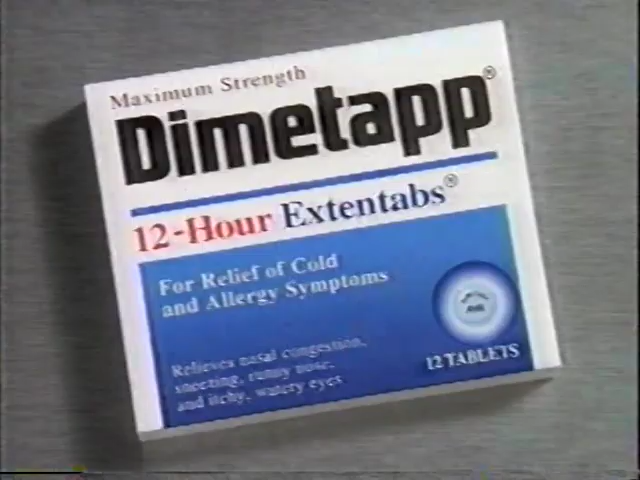 Maximum Strength
Dimetapp®
12-Hour Extentabs®
For Relief of Cold
and Allergy Symptoms
Relieves nasal congestion,
sneezing, runny nose,
and itchy, watery eyes.
12 TABLETS